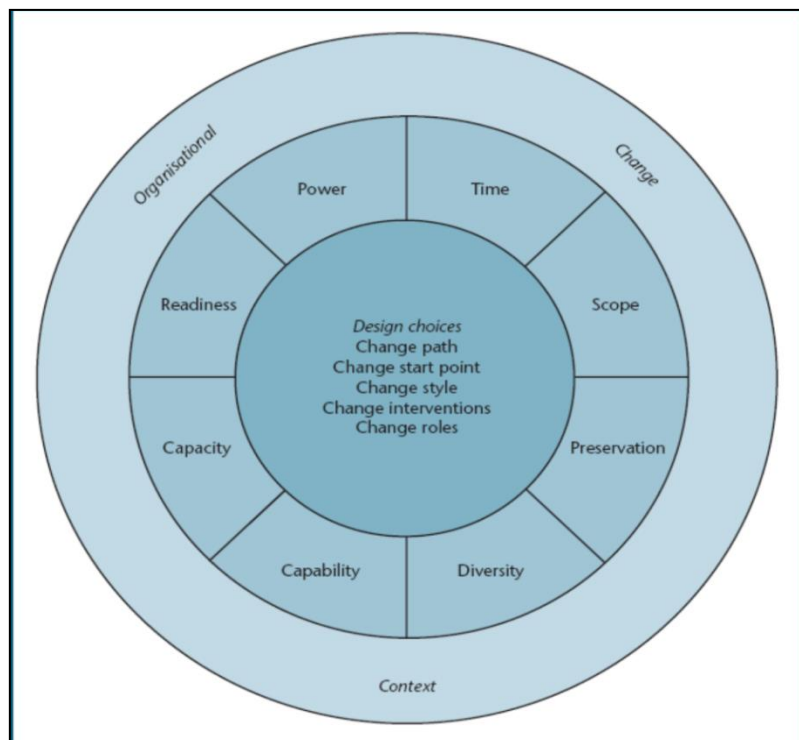 Organisational
Change
Context
Power
Time
Scope
Preservation
Diversity
Capability
Capacity
Readiness
Design choices
Change path
Change start point
Change style
Change interventions
Change roles